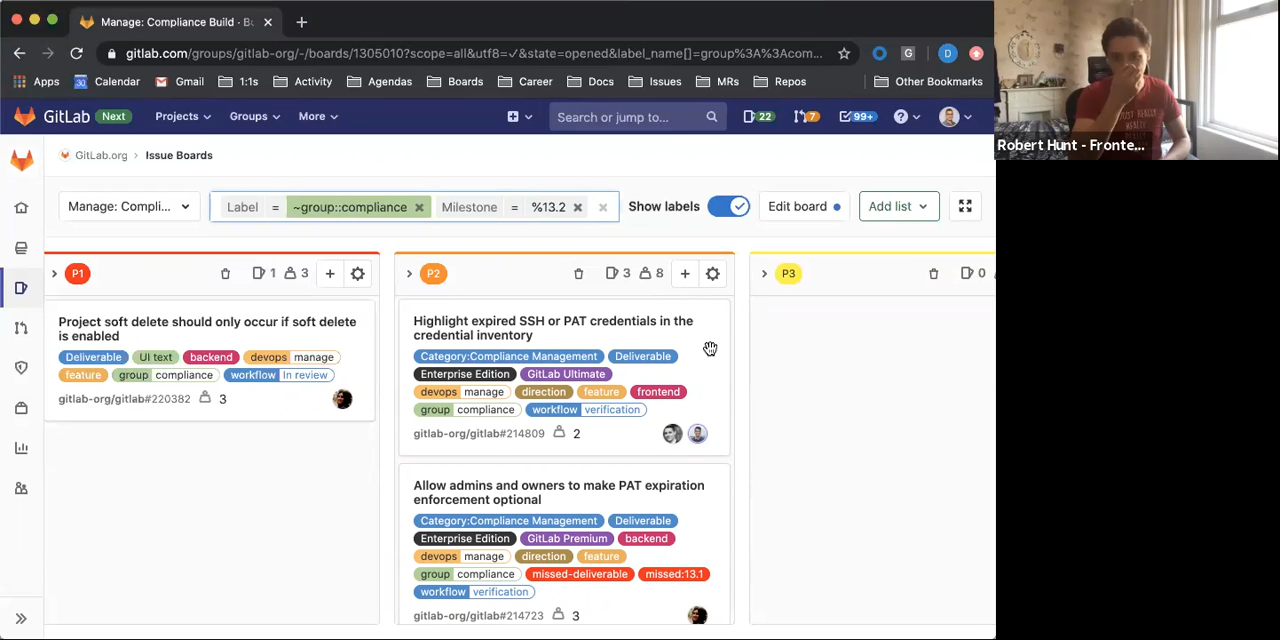 Manage: Compliance Build · Bo
gitlab.com/groups/gitlab-org/-/boards/1305010?scope=all&utf8=✓&state=opened&label_name[]=group%3A%3Acom...
G
D
Apps
Calendar
Gmail
1:1s
Activity
Agendas
Boards
Career
Docs
Issues
MRs
Repos
Other Bookmarks
GitLab Next
Projects
Groups
More
Search or jump to...
22
7
99+
GitLab.org › Issue Boards
Manage: Compli...
Label = ~group::compliance
Milestone = %13.2
Show labels
Edit board
Add list
P1
1
3
P2
3
8
P3
0
Project soft delete should only occur if soft delete
is enabled
Deliverable UI text backend devops manage
feature group compliance workflow In review
gitlab-org/gitlab#220382 3
Highlight expired SSH or PAT credentials in the
credential inventory
Category:Compliance Management Deliverable
Enterprise Edition GitLab Ultimate
devops manage direction feature frontend
group compliance workflow verification
gitlab-org/gitlab#214809 2
Allow admins and owners to make PAT expiration
enforcement optional
Category:Compliance Management Deliverable
Enterprise Edition GitLab Premium backend
devops manage direction feature
group compliance missed-deliverable missed:13.1
workflow verification
gitlab-org/gitlab#214723 3
JUST REALLY
REALLY
Robert Hunt - Fronte...